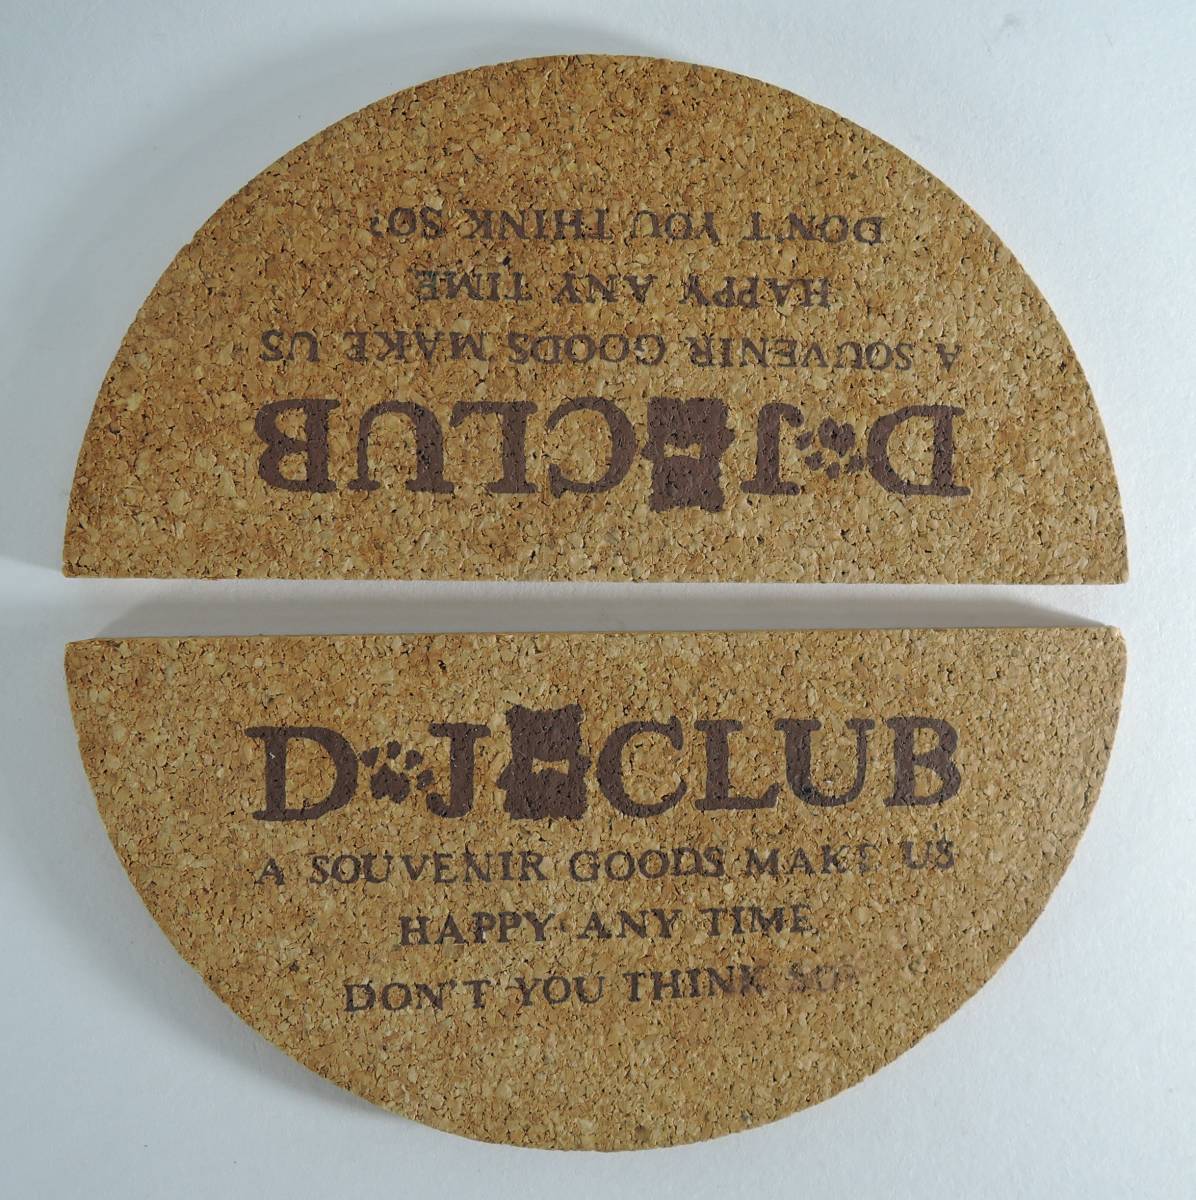 D J CLUB
A SOUVENIR GOODS MAKE US
HAPPY ANY TIME
DON'T YOU THINK SO?
D J CLUB
A SOUVENIR GOODS MAKE US
HAPPY ANY TIME
DON'T YOU THINK SO?